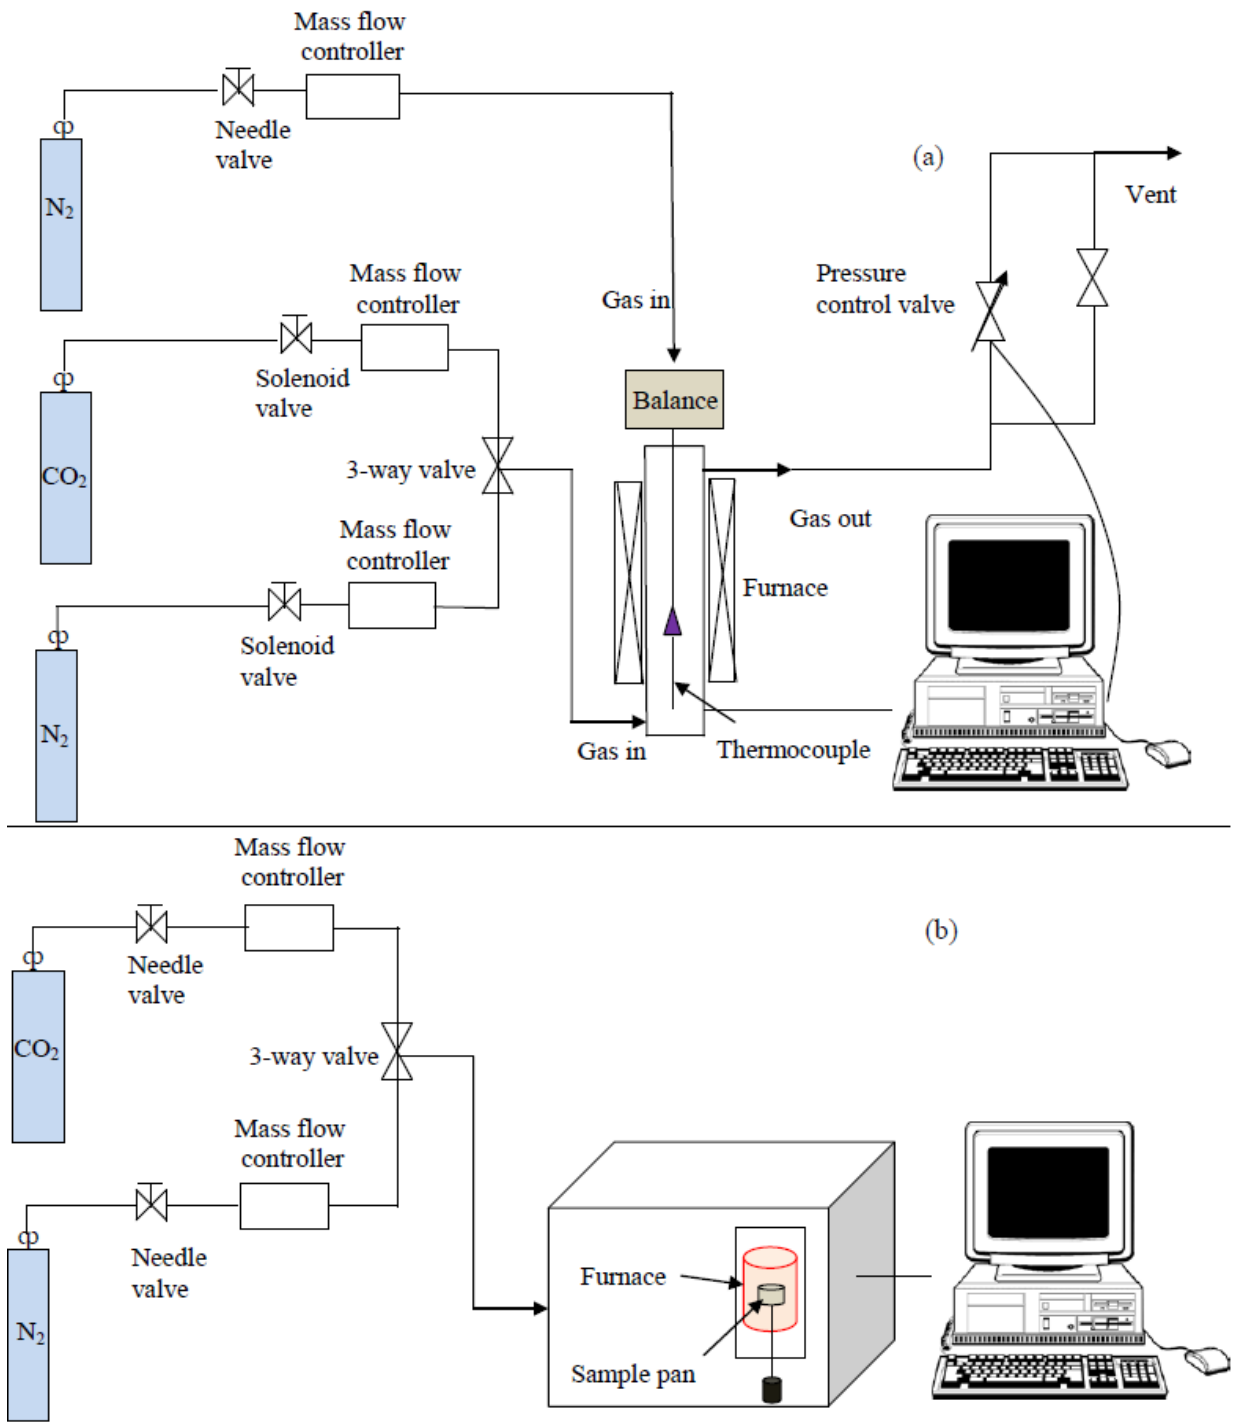 Mass flow
controller
Needle
valve
(a)
N2
Vent
Mass flow
controller
Gas in
Pressure
control valve
Solenoid
valve
Balance
CO2
3-way valve
Gas out
Mass flow
controller
Furnace
Solenoid
valve
N2
Gas in
Thermocouple
Mass flow
controller
(b)
Needle
valve
CO2
3-way valve
Mass flow
controller
Needle
valve
Furnace
N2
Sample pan